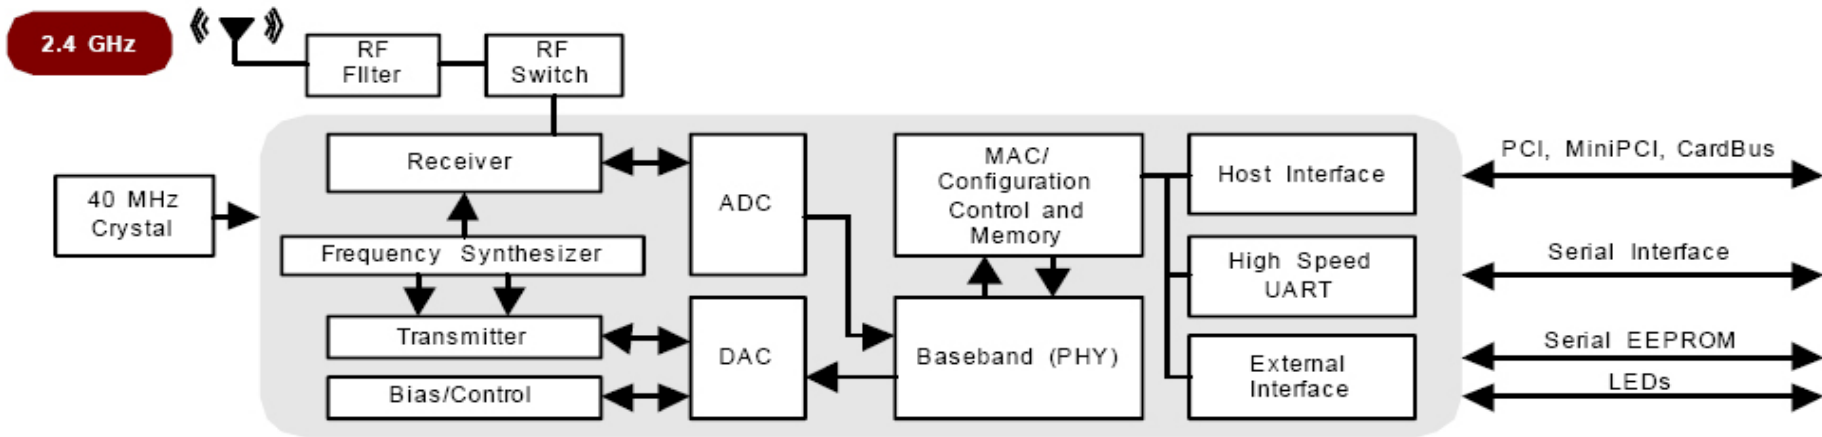 2.4 GHz
RF
FIlter
RF
Switch
40 MHz
Crystal
Receiver
Frequency Synthesizer
Transmitter
Bias/Control
ADC
DAC
MAC/
Configuration
Control and
Memory
Baseband (PHY)
Host Interface
High Speed
UART
External
Interface
PCI, MiniPCI, CardBus
Serial Interface
Serial EEPROM
LEDs